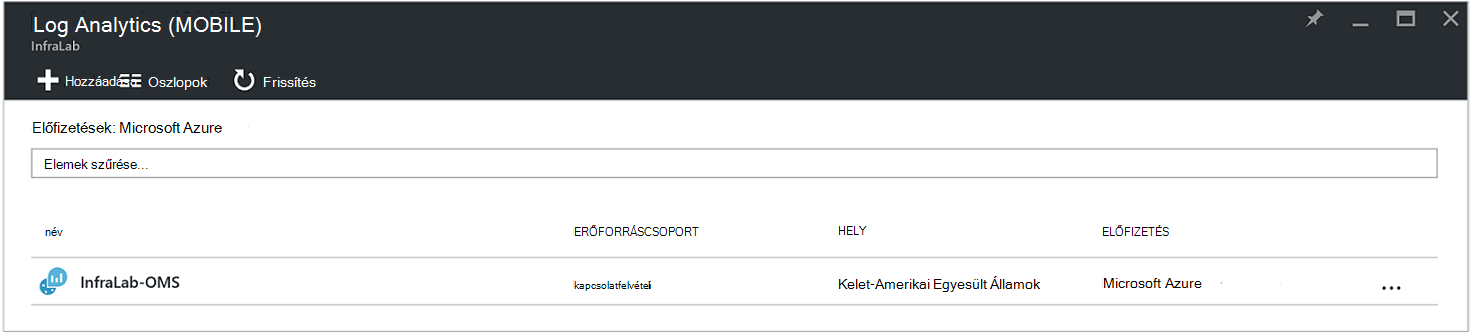 Log Analytics (MOBILE)
InfraLab
Hozzáadása Oszlopok Frissítés
Előfizetések: Microsoft Azure
Elemek szűrése...
név ERŐFORRÁSCSOPORT HELY ELŐFIZETÉS
InfraLab-OMS kapcsolatfelvételi Kelet-Amerikai Egyesült Államok Microsoft Azure ...